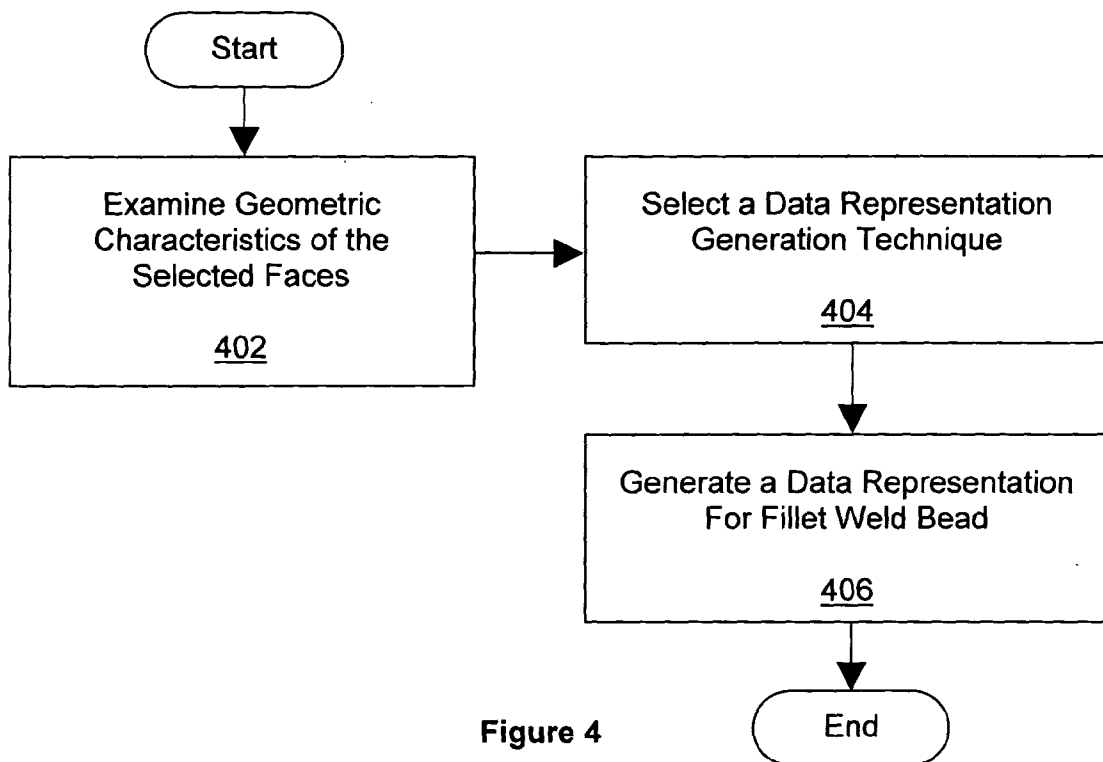 Start
Examine Geometric
Characteristics of the
Selected Faces
402
Select a Data Representation
Generation Technique
404
Generate a Data Representation
For Fillet Weld Bead
406
End
Figure 4